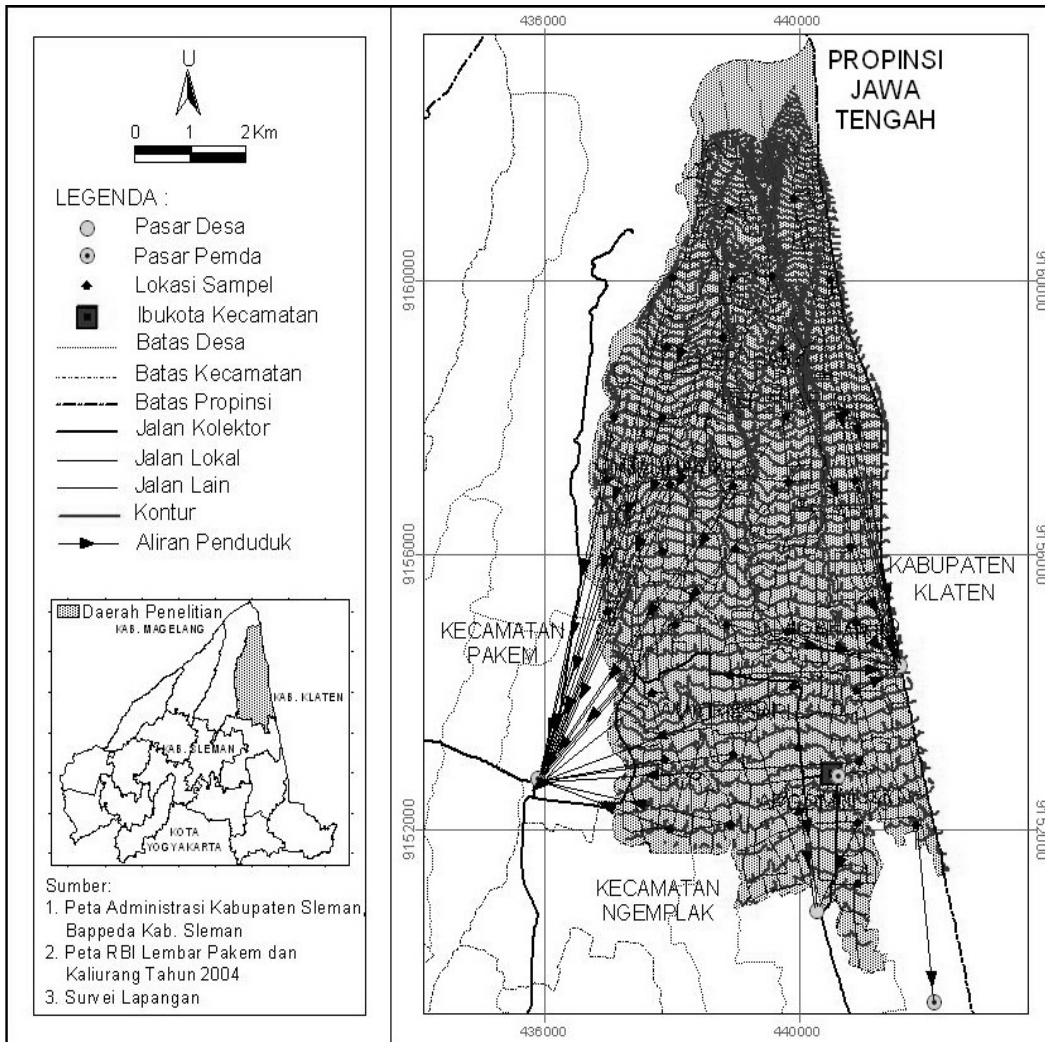 U
0 1 2 Km
LEGENDA :
Pasar Desa
Pasar Pemda
Lokasi Sampel
Ibukota Kecamatan
Batas Desa
Batas Kecamatan
Batas Propinsi
Jalan Kolektor
Jalan Lokal
Jalan Lain
Kontur
Aliran Penduduk
Daerah Penelitian
KAB. MAGELANG
KAB. KLATEN
KAB. SLEMAN
KOTA
YOGYAKARTA
Sumber:
1. Peta Administrasi Kabupaten Sleman,
Bappeda Kab. Sleman
2. Peta RBI Lembar Pakem dan
Kaliurang Tahun 2004
3. Survei Lapangan
436000 440000
PROPINSI
JAWA
TENGAH
9160000 9160000
9156000 9156000
KABUPATEN
KLATEN
KECAMATAN
PAKEM
9152000 9152000
KECAMATAN
NGEMPLAK
436000 440000